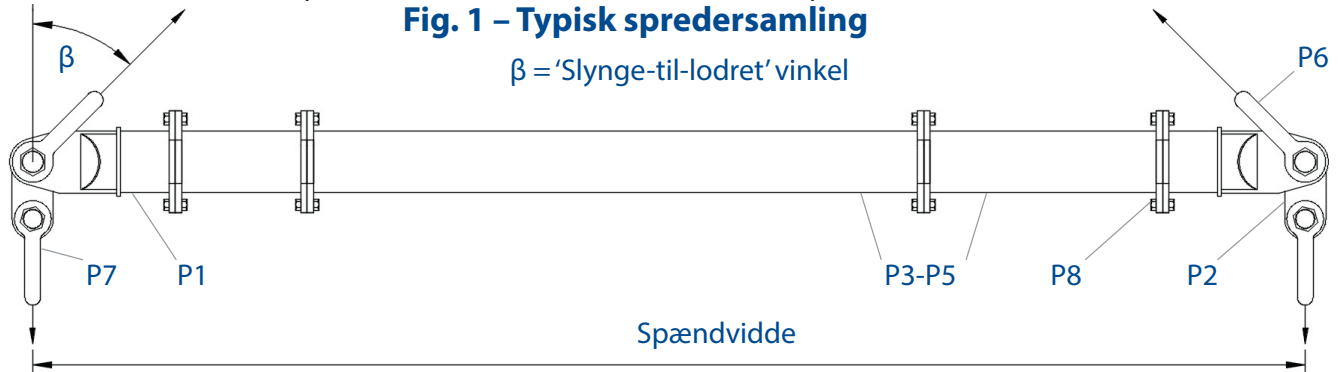 Fig. 1 – Typisk spredersamling
β = ‘Slynge-til-lodret’ vinkel
β
P6
P7
P1
P3-P5
P8
P2
Spændvidde